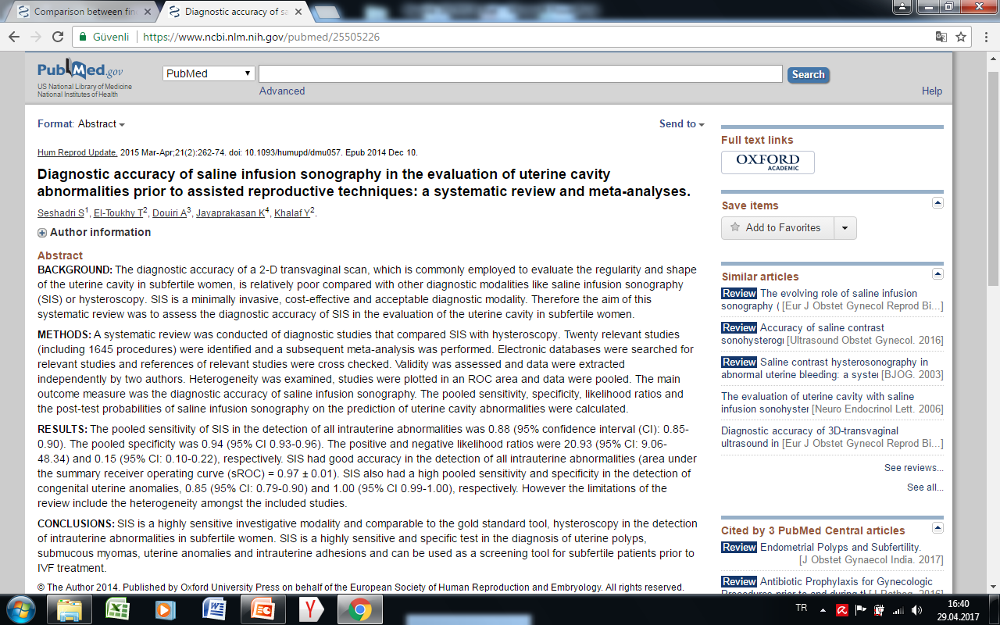 Comparison between fin
Diagnostic accuracy of sa
Güvenli
https://www.ncbi.nlm.nih.gov/pubmed/25505226
PubMed.gov
US National Library of Medicine
National Institutes of Health
PubMed
Search
Advanced
Help
Format: Abstract
Send to
Hum Reprod Update. 2015 Mar-Apr;21(2):262-74. doi: 10.1093/humupd/dmu057. Epub 2014 Dec 10.
Diagnostic accuracy of saline infusion sonography in the evaluation of uterine cavity
abnormalities prior to assisted reproductive techniques: a systematic review and meta-analyses.
Seshadri S1, El-Toukhy T2, Douiri A3, Jayaprakasan K4, Khalaf Y2.
Author information
Abstract
BACKGROUND: The diagnostic accuracy of a 2-D transvaginal scan, which is commonly employed to evaluate the regularity and shape
of the uterine cavity in subfertile women, is relatively poor compared with other diagnostic modalities like saline infusion sonography
(SIS) or hysteroscopy. SIS is a minimally invasive, cost-effective and acceptable diagnostic modality. Therefore the aim of this
systematic review was to assess the diagnostic accuracy of SIS in the evaluation of the uterine cavity in subfertile women.
METHODS: A systematic review was conducted of diagnostic studies that compared SIS with hysteroscopy. Twenty relevant studies
(including 1645 procedures) were identified and a subsequent meta-analysis was performed. Electronic databases were searched for
relevant studies and references of relevant studies were cross checked. Validity was assessed and data were extracted
independently by two authors. Heterogeneity was examined, studies were plotted in an ROC area and data were pooled. The main
outcome measure was the diagnostic accuracy of saline infusion sonography. The pooled sensitivity, specificity, likelihood ratios and
the post-test probabilities of saline infusion sonography on the prediction of uterine cavity abnormalities were calculated.
RESULTS: The pooled sensitivity of SIS in the detection of all intrauterine abnormalities was 0.88 (95% confidence interval (CI): 0.85-
0.90). The pooled specificity was 0.94 (95% CI 0.93-0.96). The positive and negative likelihood ratios were 20.93 (95% CI: 9.06-
48.34) and 0.15 (95% CI: 0.10-0.22), respectively. SIS had good accuracy in the detection of all intrauterine abnormalities (area under
the summary receiver operating curve (sROC) = 0.97 ± 0.01). SIS also had a high pooled sensitivity and specificity in the detection of
congenital uterine anomalies, 0.85 (95% CI: 0.79-0.90) and 1.00 (95% CI 0.99-1.00), respectively. However the limitations of the
review include the heterogeneity amongst the included studies.
CONCLUSIONS: SIS is a highly sensitive investigative modality and comparable to the gold standard tool, hysteroscopy in the detection
of intrauterine abnormalities in subfertile women. SIS is a highly sensitive and specific test in the diagnosis of uterine polyps,
submucous myomas, uterine anomalies and intrauterine adhesions and can be used as a screening tool for subfertile patients prior to
IVF treatment.
© The Author 2014. Published by Oxford University Press on behalf of the European Society of Human Reproduction and Embryology. All rights reserved.
Full text links
OXFORD
ACADEMIC
Save items
Add to Favorites
Similar articles
Review The evolving role of saline infusion
sonography ( [Eur J Obstet Gynecol Reprod Bi...]
Review Accuracy of saline contrast
sonohysterogr [Ultrasound Obstet Gynecol. 2016]
Review Saline contrast hysterosonography in
abnormal uterine bleeding: a syste [BJOG. 2003]
The evaluation of uterine cavity with saline
infusion sonohyster [Neuro Endocrinol Lett. 2006]
Diagnostic accuracy of 3D-transvaginal
ultrasound in [Eur J Obstet Gynecol Reprod Bi...]
See reviews...
See all...
Cited by 3 PubMed Central articles
Review Endometrial Polyps and Subfertility.
[J Obstet Gynaecol India. 2017]
Review Antibiotic Prophylaxis for Gynecologic
TR
16:40
29.04.2017